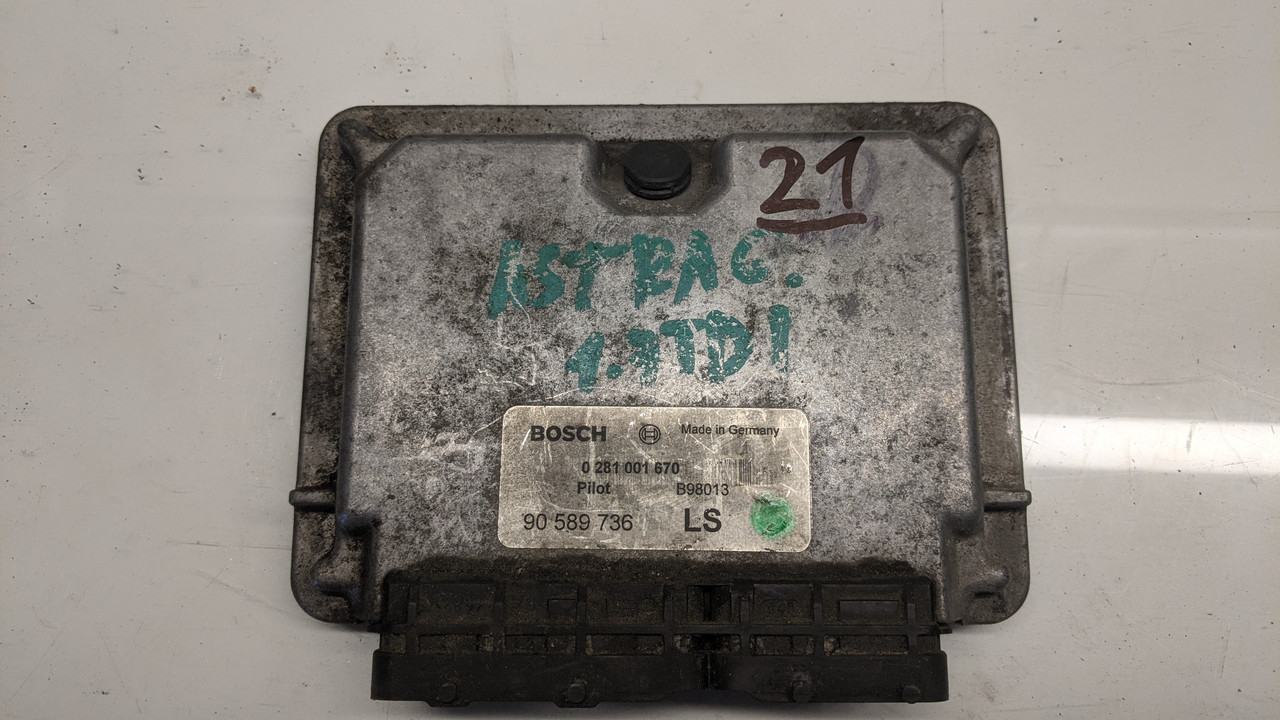 21
ASTRA G.
1.7TDI
BOSCH Made in Germany
0 281 001 670
Pilot B98013
90 589 736 LS